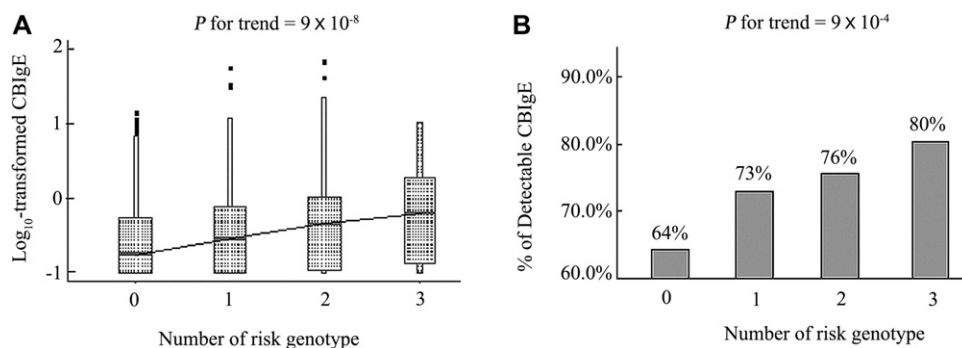 A
P for trend = 9 × 10⁻⁸
Log₁₀-transformed CBIgE
2
1
0
-1
0 1 2 3
Number of risk genotype
B
P for trend = 9 × 10⁻⁴
% of Detectable CBIgE
90.0%
80.0%
70.0%
60.0%
64%
73%
76%
80%
0 1 2 3
Number of risk genotype